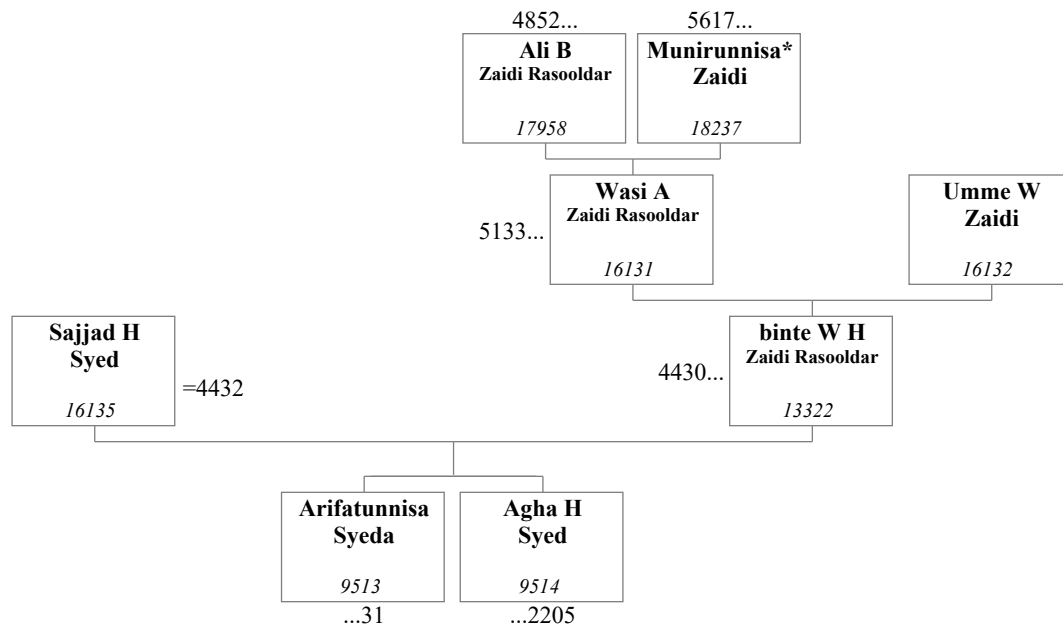 4852...
5617...
Ali B
Zaidi Rasooldar
17958
Munirunnisa*
Zaidi
18237
Wasi A
Zaidi Rasooldar
16131
5133...
Umme W
Zaidi
16132
Sajjad H
Syed
16135
=4432
4430...
binte W H
Zaidi Rasooldar
13322
Arifatunnisa
Syeda
9513
...31
Agha H
Syed
9514
...2205